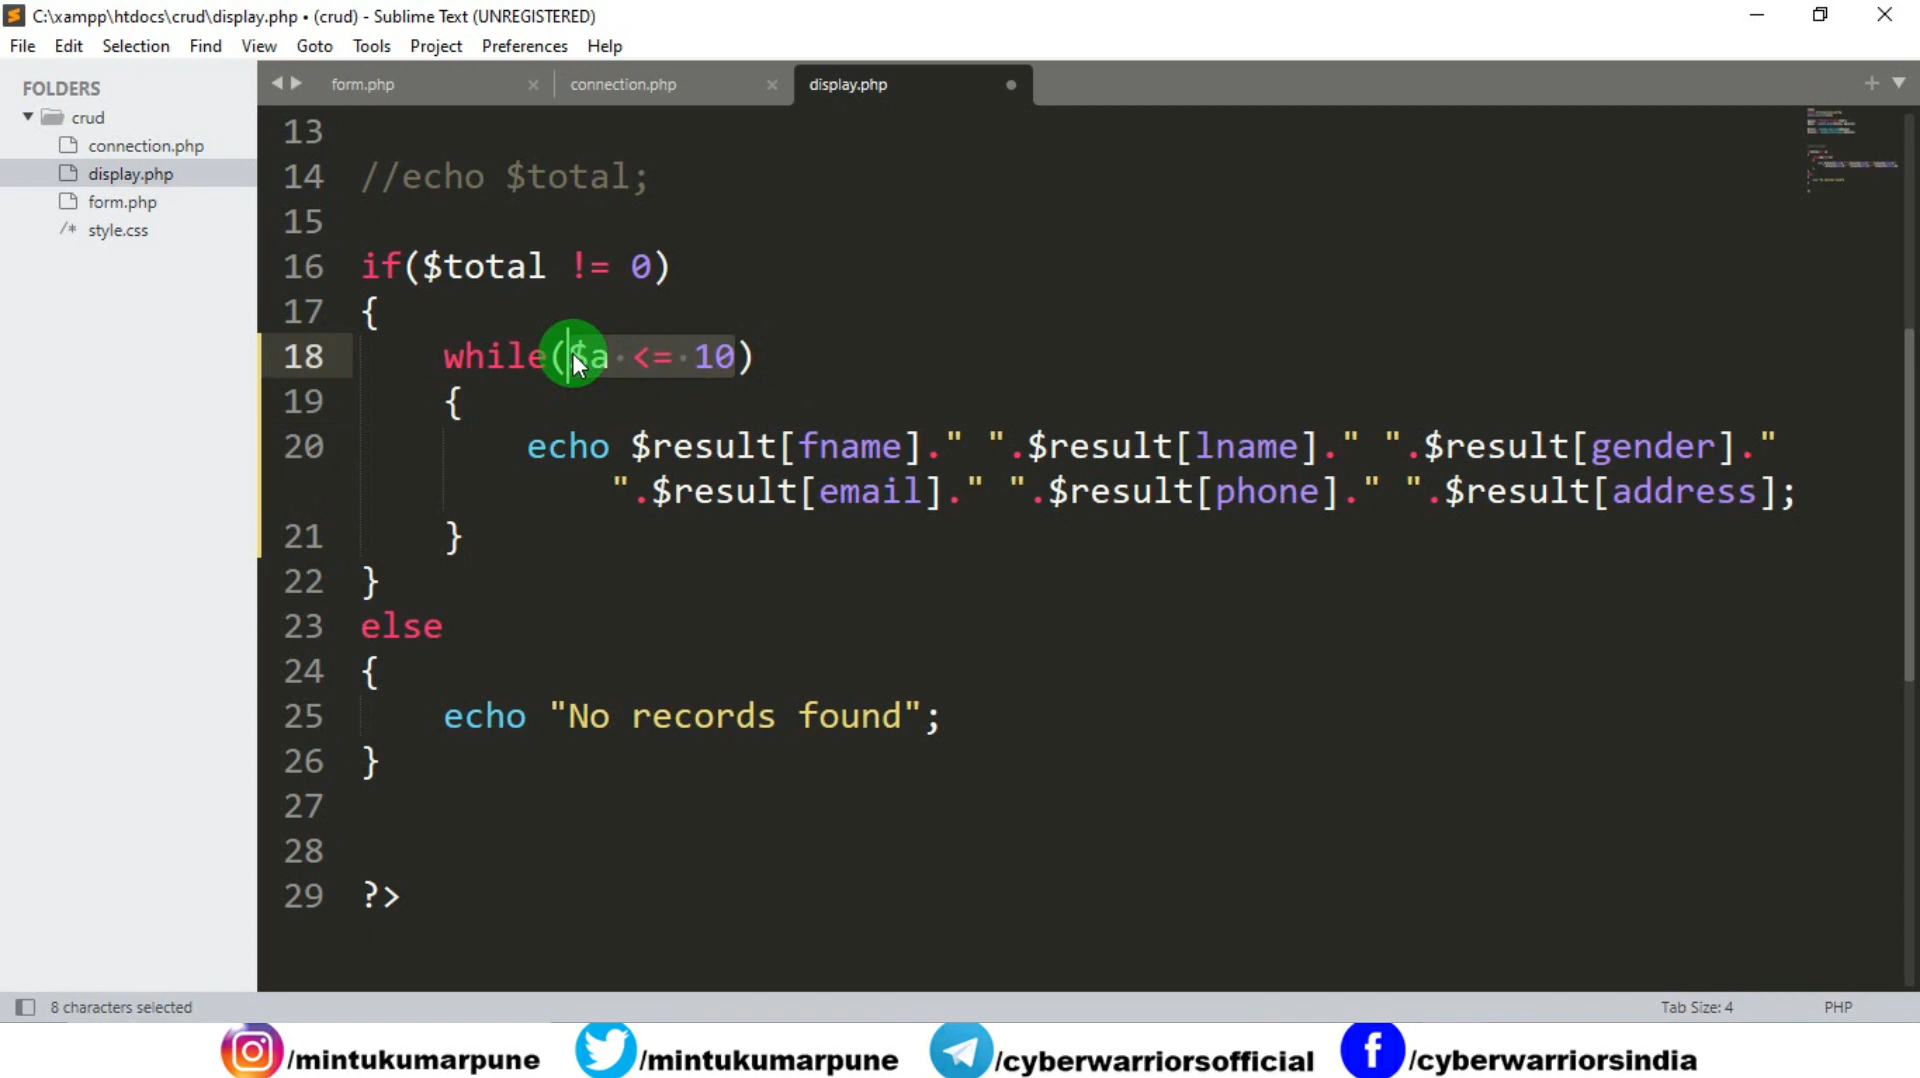 C:\xampp\htdocs\crud\display.php • (crud) - Sublime Text (UNREGISTERED)
File Edit Selection Find View Goto Tools Project Preferences Help
FOLDERS
crud
connection.php
display.php
form.php
/* style.css
form.php × connection.php × display.php
13
14 //echo $total;
15
16 if($total != 0)
17 {
18 while($a <= 10)
19 {
20 echo $result[fname]." ".$result[lname]." ".$result[gender]."
".$result[email]." ".$result[phone]." ".$result[address];
21 }
22 }
23 else
24 {
25 echo "No records found";
26 }
27
28
29 ?>
8 characters selected Tab Size: 4 PHP
/mintukumarpune /mintukumarpune /cyberwarriorsofficial /cyberwarriorsindia